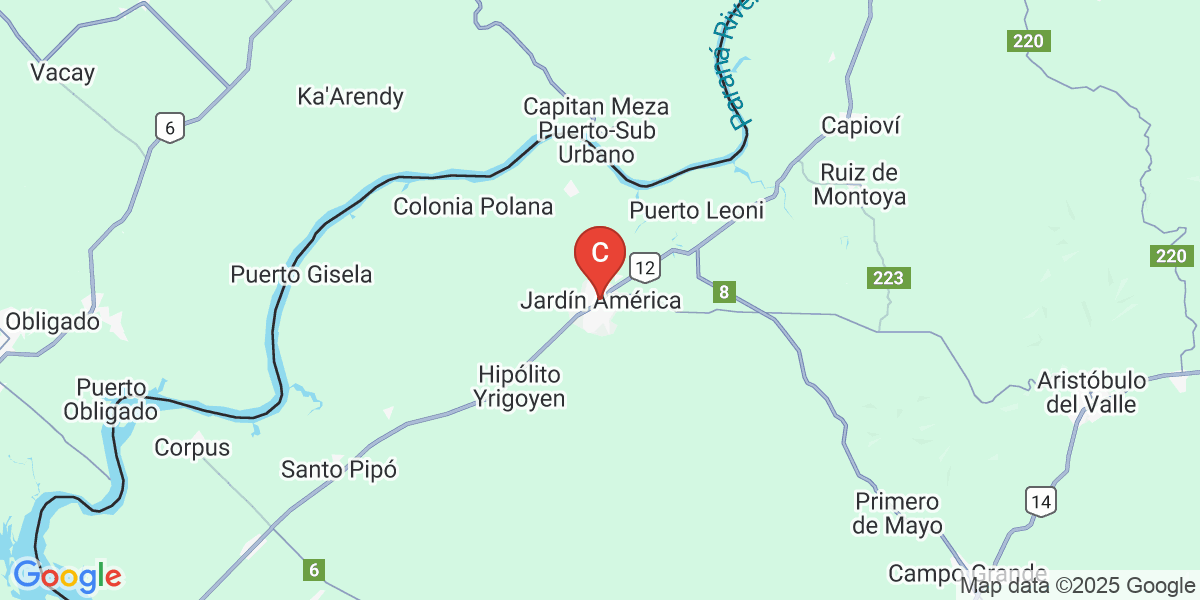 Paraná River
220
Vacay
Ka'Arendy
Capitan Meza
Puerto-Sub
Urbano
6
Capioví
Ruiz de
Montoya
Colonia Polana
Puerto Leoni
C
220
Puerto Gisela
12
223
8
Jardín América
Obligado
Hipólito
Yrigoyen
Puerto
Obligado
Aristóbulo
del Valle
Corpus
Santo Pipó
Primero
de Mayo
14
6
Campo Grande
Google
Map data ©2025 Google